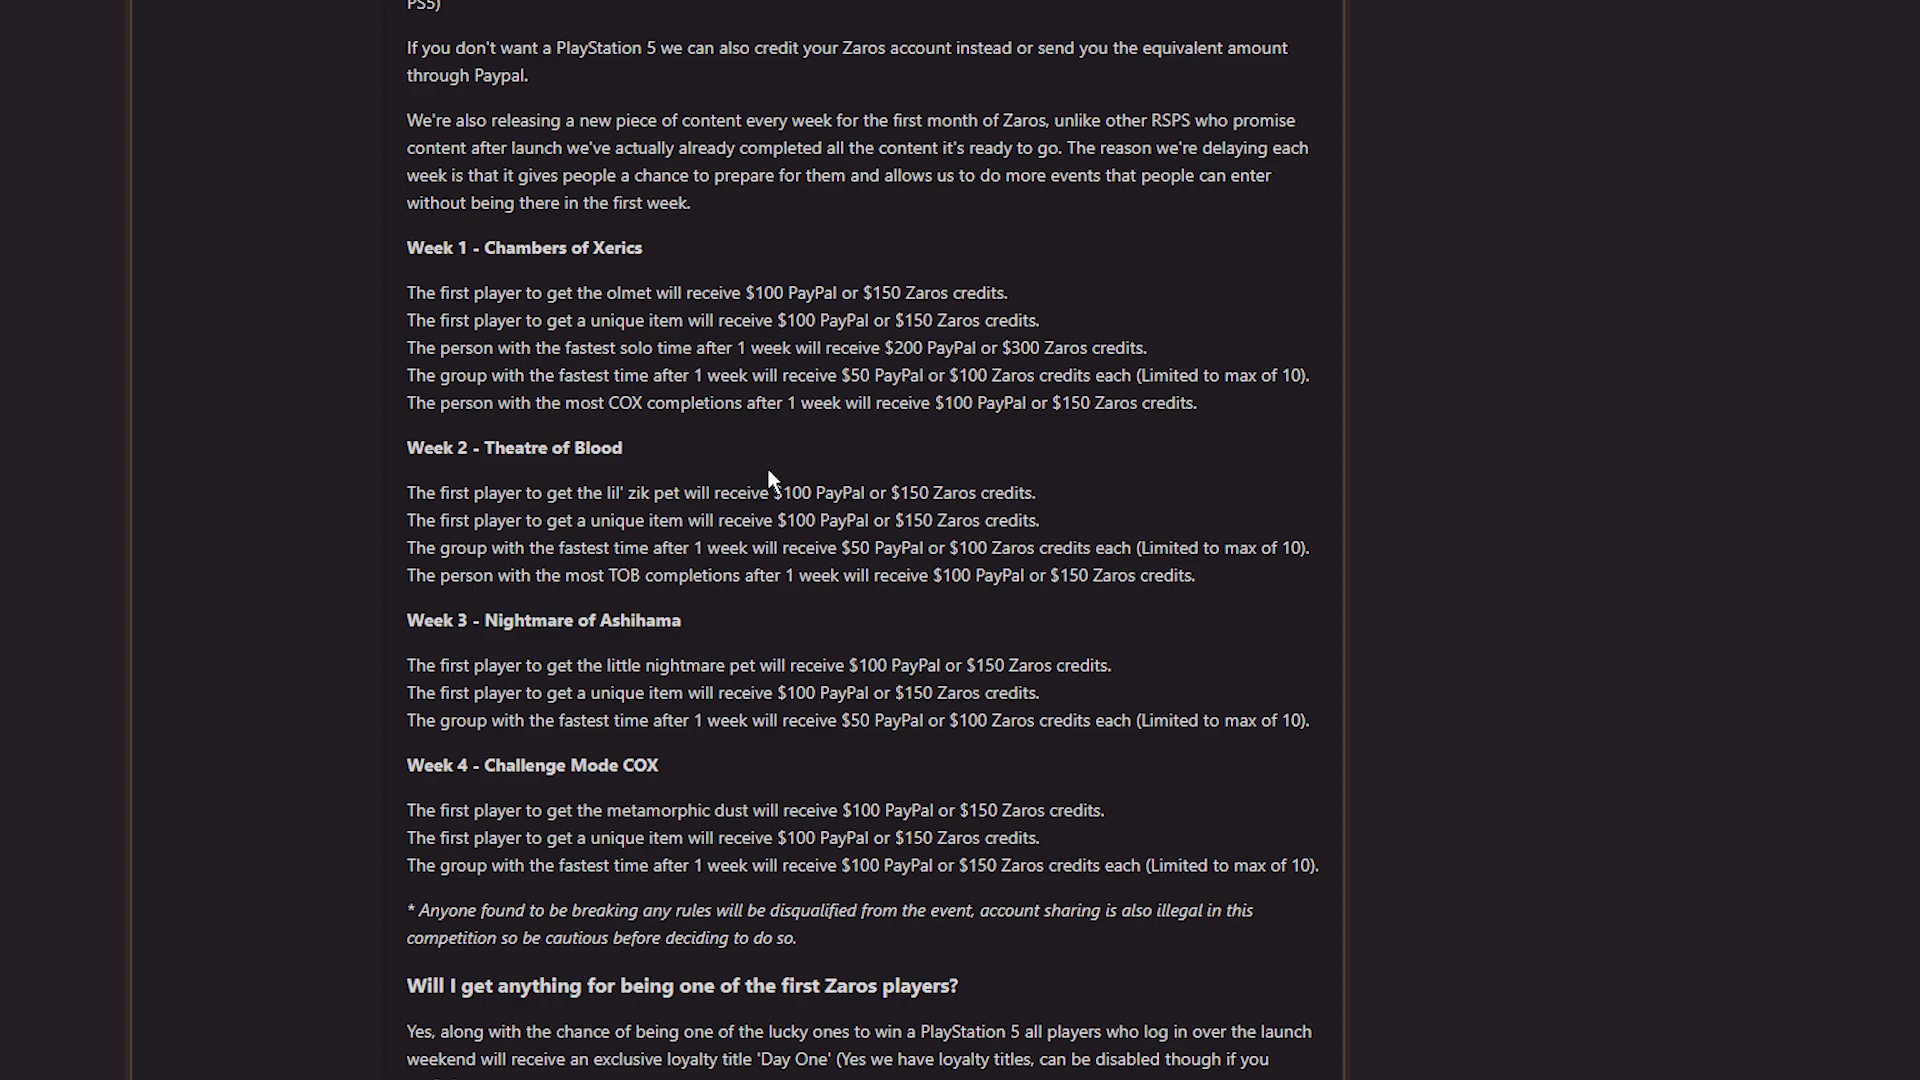 PS5)
If you don't want a PlayStation 5 we can also credit your Zaros account instead or send you the equivalent amount
through Paypal.
We're also releasing a new piece of content every week for the first month of Zaros, unlike other RSPS who promise
content after launch we've actually already completed all the content it's ready to go. The reason we're delaying each
week is that it gives people a chance to prepare for them and allows us to do more events that people can enter
without being there in the first week.
Week 1 - Chambers of Xerics
The first player to get the olmet will receive $100 PayPal or $150 Zaros credits.
The first player to get a unique item will receive $100 PayPal or $150 Zaros credits.
The person with the fastest solo time after 1 week will receive $200 PayPal or $300 Zaros credits.
The group with the fastest time after 1 week will receive $50 PayPal or $100 Zaros credits each (Limited to max of 10).
The person with the most COX completions after 1 week will receive $100 PayPal or $150 Zaros credits.
Week 2 - Theatre of Blood
The first player to get the lil' zik pet will receive $100 PayPal or $150 Zaros credits.
The first player to get a unique item will receive $100 PayPal or $150 Zaros credits.
The group with the fastest time after 1 week will receive $50 PayPal or $100 Zaros credits each (Limited to max of 10).
The person with the most TOB completions after 1 week will receive $100 PayPal or $150 Zaros credits.
Week 3 - Nightmare of Ashihama
The first player to get the little nightmare pet will receive $100 PayPal or $150 Zaros credits.
The first player to get a unique item will receive $100 PayPal or $150 Zaros credits.
The group with the fastest time after 1 week will receive $50 PayPal or $100 Zaros credits each (Limited to max of 10).
Week 4 - Challenge Mode COX
The first player to get the metamorphic dust will receive $100 PayPal or $150 Zaros credits.
The first player to get a unique item will receive $100 PayPal or $150 Zaros credits.
The group with the fastest time after 1 week will receive $100 PayPal or $150 Zaros credits each (Limited to max of 10).
* Anyone found to be breaking any rules will be disqualified from the event, account sharing is also illegal in this
competition so be cautious before deciding to do so.
Will I get anything for being one of the first Zaros players?
Yes, along with the chance of being one of the lucky ones to win a PlayStation 5 all players who log in over the launch
weekend will receive an exclusive loyalty title 'Day One' (Yes we have loyalty titles, can be disabled though if you